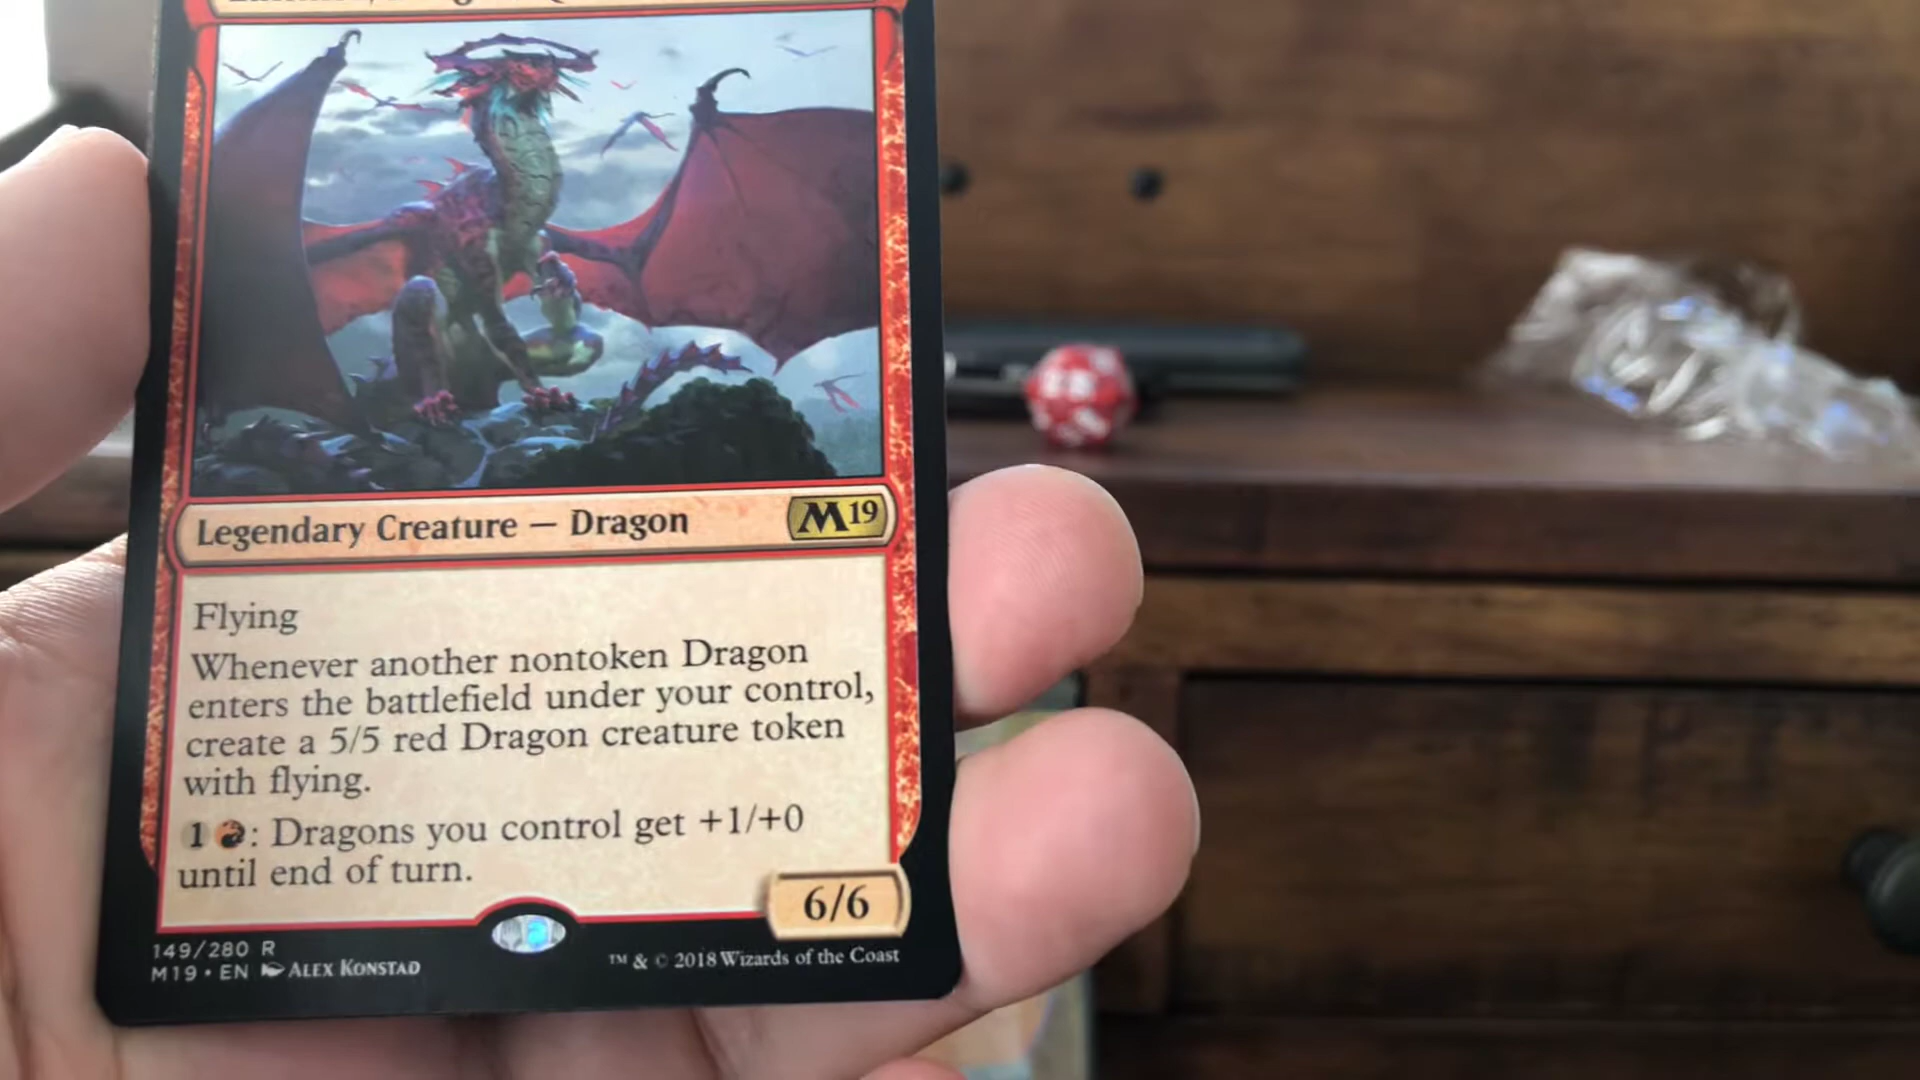 Legendary Creature — Dragon
M19
Flying
Whenever another nontoken Dragon
enters the battlefield under your control,
create a 5/5 red Dragon creature token
with flying.
1 : Dragons you control get +1/+0
until end of turn.
6/6
149/280 R
M19 • EN ALEX KONSTAD
™ & © 2018 Wizards of the Coast